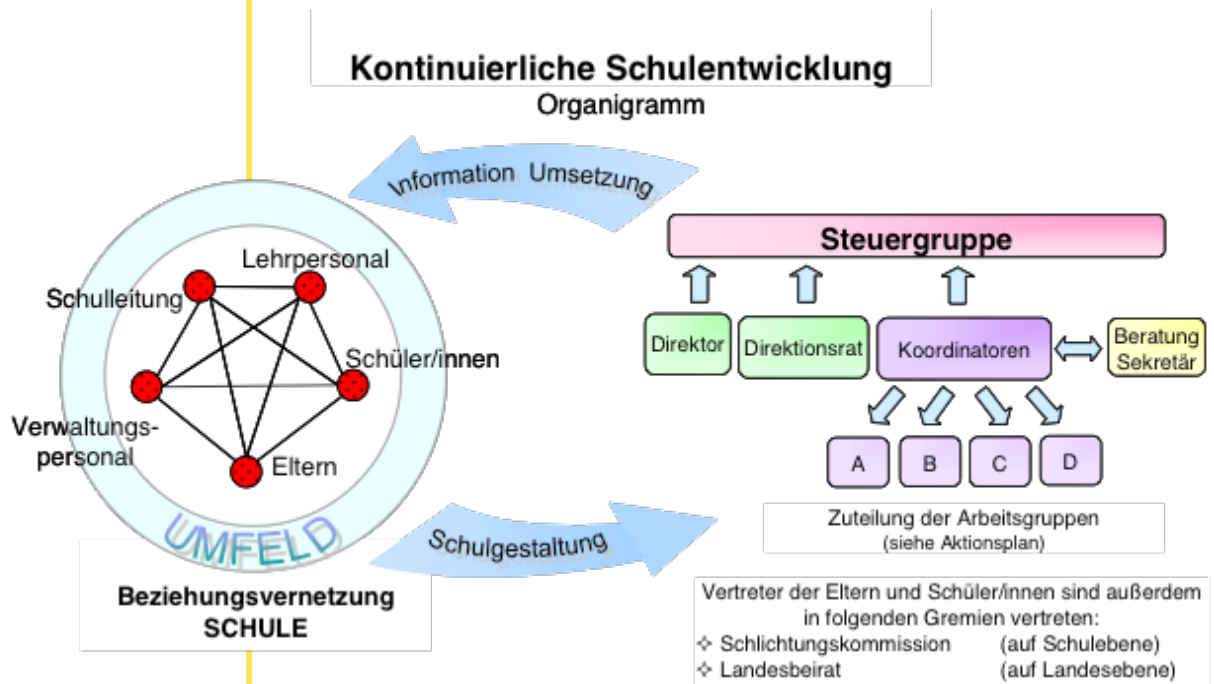 Kontinuierliche Schulentwicklung
Organigramm
Information Umsetzung
Steuergruppe
Lehrpersonal
Schulleitung
Schüler/innen
Verwaltungs-
personal
Eltern
UMFELD
Beziehungsvernetzung
SCHULE
Direktor
Direktionsrat
Koordinatoren
Beratung
Sekretär
A
B
C
D
Schulgestaltung
Zuteilung der Arbeitsgruppen
(siehe Aktionsplan)
Vertreter der Eltern und Schüler/innen sind außerdem
in folgenden Gremien vertreten:
✧ Schlichtungskommission (auf Schulebene)
✧ Landesbeirat (auf Landesebene)